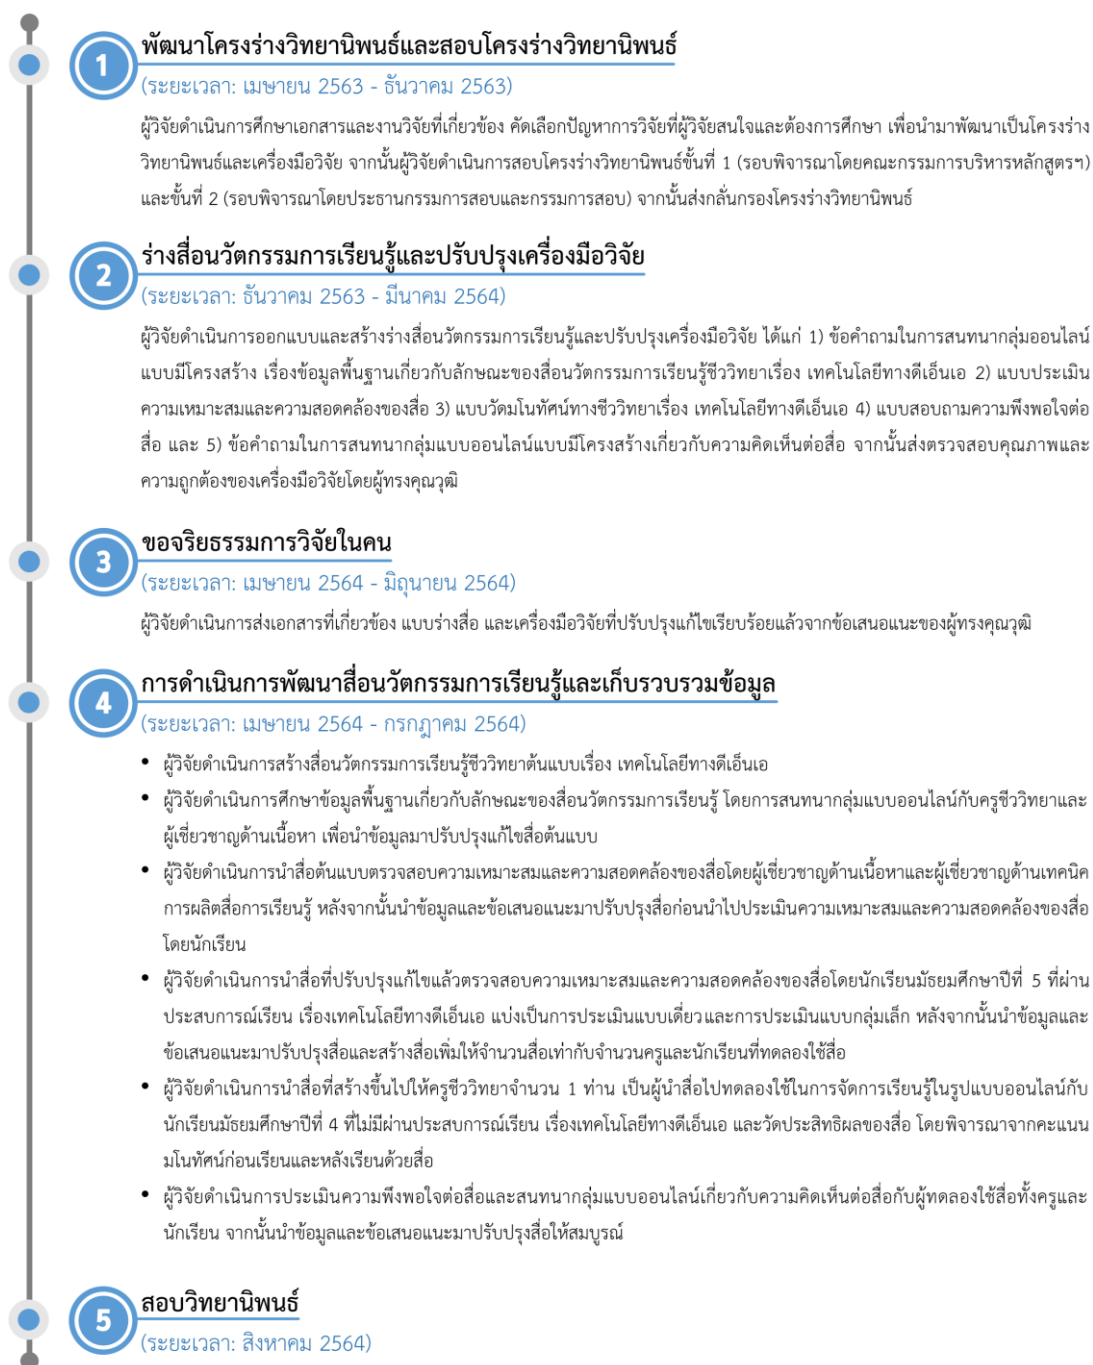 1
พัฒนาโครงร่างวิทยานิพนธ์และสอบโครงร่างวิทยานิพนธ์
(ระยะเวลา: เมษายน 2563 - ธันวาคม 2563)
ผู้วิจัยดำเนินการศึกษาเอกสารและงานวิจัยที่เกี่ยวข้อง คัดเลือกปัญหาการวิจัยที่ผู้วิจัยสนใจและต้องการศึกษา เพื่อนำมาพัฒนาเป็นโครงร่าง
วิทยานิพนธ์และเครื่องมือวิจัย จากนั้นผู้วิจัยดำเนินการสอบโครงร่างวิทยานิพนธ์ขั้นที่ 1 (รอบพิจารณาโดยคณะกรรมการบริหารหลักสูตรฯ)
และขั้นที่ 2 (รอบพิจารณาโดยประธานกรรมการสอบและกรรมการสอบ) จากนั้นส่งกลั่นกรองโครงร่างวิทยานิพนธ์
2
ร่างสื่อนวัตกรรมการเรียนรู้และปรับปรุงเครื่องมือวิจัย
(ระยะเวลา: ธันวาคม 2563 - มีนาคม 2564)
ผู้วิจัยดำเนินการออกแบบและสร้างร่างสื่อนวัตกรรมการเรียนรู้และปรับปรุงเครื่องมือวิจัย ได้แก่ 1) ข้อคำถามในการสนทนากลุ่มออนไลน์
แบบมีโครงสร้าง เรื่องข้อมูลพื้นฐานเกี่ยวกับลักษณะของสื่อนวัตกรรมการเรียนรู้ชีววิทยาเรื่อง เทคโนโลยีทางดีเอ็นเอ 2) แบบประเมิน
ความเหมาะสมและความสอดคล้องของสื่อ 3) แบบวัดมโนทัศน์ทางชีววิทยาเรื่อง เทคโนโลยีทางดีเอ็นเอ 4) แบบสอบถามความพึงพอใจต่อ
สื่อ และ 5) ข้อคำถามในการสนทนากลุ่มแบบออนไลน์แบบมีโครงสร้างเกี่ยวกับความคิดเห็นต่อสื่อ จากนั้นส่งตรวจสอบคุณภาพและ
ความถูกต้องของเครื่องมือวิจัยโดยผู้ทรงคุณวุฒิ
3
ขอจริยธรรมการวิจัยในคน
(ระยะเวลา: เมษายน 2564 - มิถุนายน 2564)
ผู้วิจัยดำเนินการส่งเอกสารที่เกี่ยวข้อง แบบร่างสื่อ และเครื่องมือวิจัยที่ปรับปรุงแก้ไขเรียบร้อยแล้วจากข้อเสนอแนะของผู้ทรงคุณวุฒิ
4
การดำเนินการพัฒนาสื่อนวัตกรรมการเรียนรู้และเก็บรวบรวมข้อมูล
(ระยะเวลา: เมษายน 2564 - กรกฎาคม 2564)
• ผู้วิจัยดำเนินการสร้างสื่อนวัตกรรมการเรียนรู้ชีววิทยาต้นแบบเรื่อง เทคโนโลยีทางดีเอ็นเอ
• ผู้วิจัยดำเนินการศึกษาข้อมูลพื้นฐานเกี่ยวกับลักษณะของสื่อนวัตกรรมการเรียนรู้ โดยการสนทนากลุ่มแบบออนไลน์กับครูชีววิทยาและ
ผู้เชี่ยวชาญด้านเนื้อหา เพื่อนำข้อมูลมาปรับปรุงแก้ไขสื่อต้นแบบ
• ผู้วิจัยดำเนินการนำสื่อต้นแบบตรวจสอบความเหมาะสมและความสอดคล้องของสื่อโดยผู้เชี่ยวชาญด้านเนื้อหาและผู้เชี่ยวชาญด้านเทคนิค
การผลิตสื่อการเรียนรู้ หลังจากนั้นนำข้อมูลและข้อเสนอแนะมาปรับปรุงสื่อก่อนนำไปประเมินความเหมาะสมและความสอดคล้องของสื่อ
โดยนักเรียน
• ผู้วิจัยดำเนินการนำสื่อที่ปรับปรุงแก้ไขแล้วตรวจสอบความเหมาะสมและความสอดคล้องของสื่อโดยนักเรียนมัธยมศึกษาปีที่ 5 ที่ผ่าน
ประสบการณ์เรียน เรื่องเทคโนโลยีทางดีเอ็นเอ แบ่งเป็นการประเมินแบบเดี่ยวและการประเมินแบบกลุ่มเล็ก หลังจากนั้นนำข้อมูลและ
ข้อเสนอแนะมาปรับปรุงสื่อและสร้างสื่อเพิ่มให้จำนวนสื่อเท่ากับจำนวนครูและนักเรียนที่ทดลองใช้สื่อ
• ผู้วิจัยดำเนินการนำสื่อที่สร้างขึ้นไปให้ครูชีววิทยาจำนวน 1 ท่าน เป็นผู้นำสื่อไปทดลองใช้ในการจัดการเรียนรู้ในรูปแบบออนไลน์กับ
นักเรียนมัธยมศึกษาปีที่ 4 ที่ไม่มีผ่านประสบการณ์เรียน เรื่องเทคโนโลยีทางดีเอ็นเอ และวัดประสิทธิผลของสื่อ โดยพิจารณาจากคะแนน
มโนทัศน์ก่อนเรียนและหลังเรียนด้วยสื่อ
• ผู้วิจัยดำเนินการประเมินความพึงพอใจต่อสื่อและสนทนากลุ่มแบบออนไลน์เกี่ยวกับความคิดเห็นต่อสื่อกับผู้ทดลองใช้สื่อทั้งครูและ
นักเรียน จากนั้นนำข้อมูลและข้อเสนอแนะมาปรับปรุงสื่อให้สมบูรณ์
5
สอบวิทยานิพนธ์
(ระยะเวลา: สิงหาคม 2564)